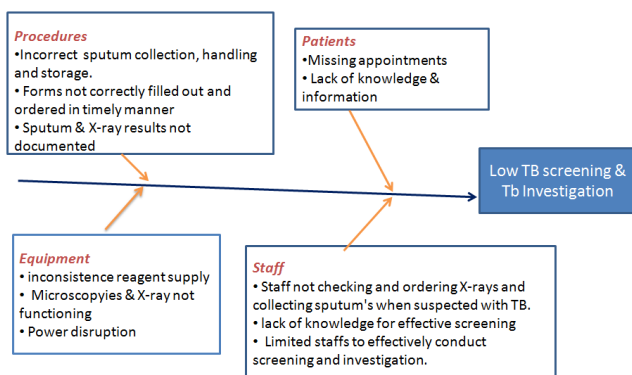 Procedures
•Incorrect sputum collection, handling
and storage.
• Forms not correctly filled out and
ordered in timely manner
• Sputum & X-ray results not
documented
Patients
•Missing appointments
• Lack of knowledge &
information
Low TB screening &
Tb Investigation
Equipment
• inconsistence reagent supply
• Microscopyies & X-ray not
functioning
• Power disruption
Staff
• Staff not checking and ordering X-rays and
collecting sputum's when suspected with TB.
• lack of knowledge for effective screening
• Limited staffs to effectively conduct
screening and investigation.